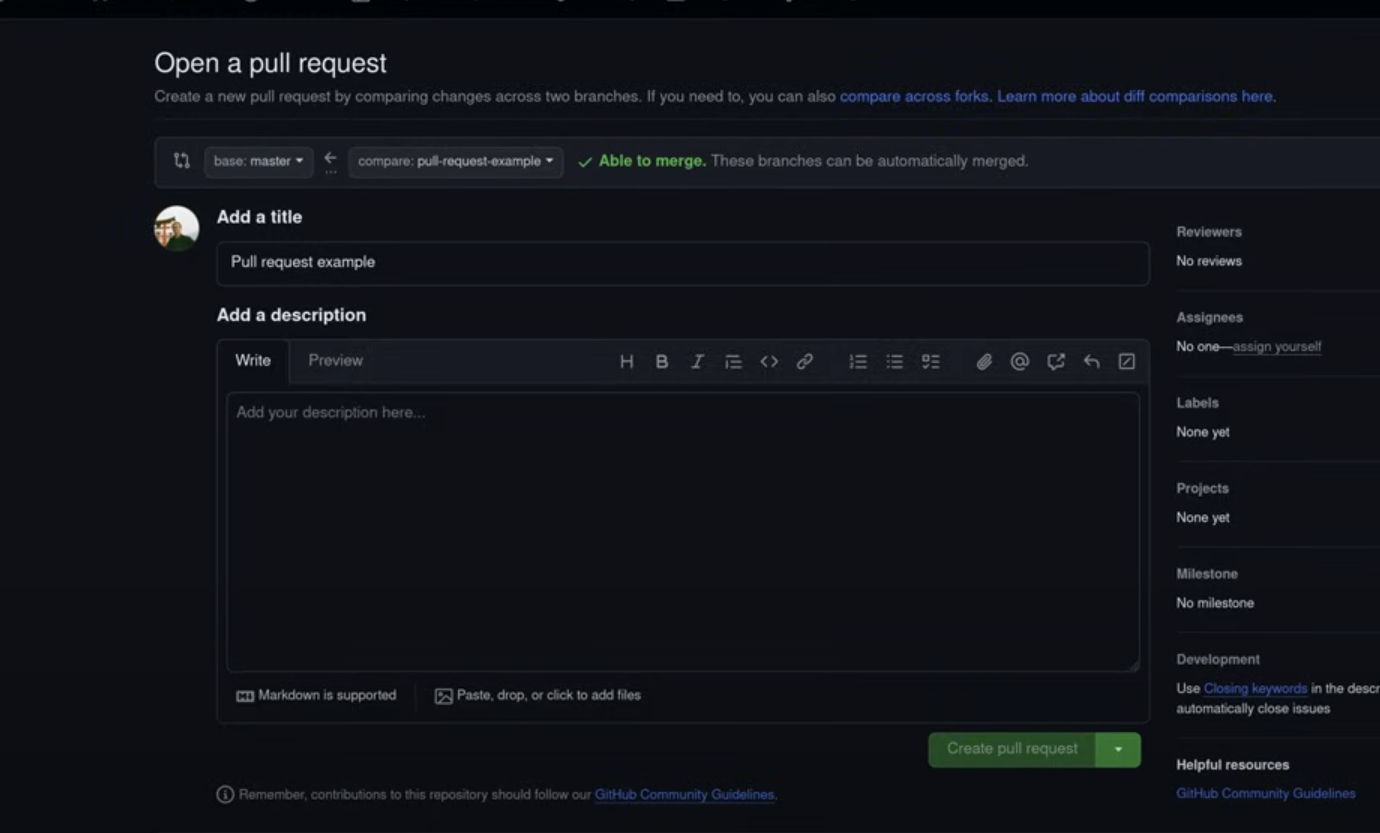 Open a pull request
Create a new pull request by comparing changes across two branches. If you need to, you can also compare across forks. Learn more about diff comparisons here.
base: master
compare: pull-request-example
Able to merge. These branches can be automatically merged.
Add a title
Pull request example
Add a description
Write
Preview
Add your description here...
Markdown is supported
Paste, drop, or click to add files
Create pull request
Remember, contributions to this repository should follow our GitHub Community Guidelines.
Reviewers
No reviews
Assignees
No one—assign yourself
Labels
None yet
Projects
None yet
Milestone
No milestone
Development
Use Closing keywords in the descr
automatically close issues
Helpful resources
GitHub Community Guidelines